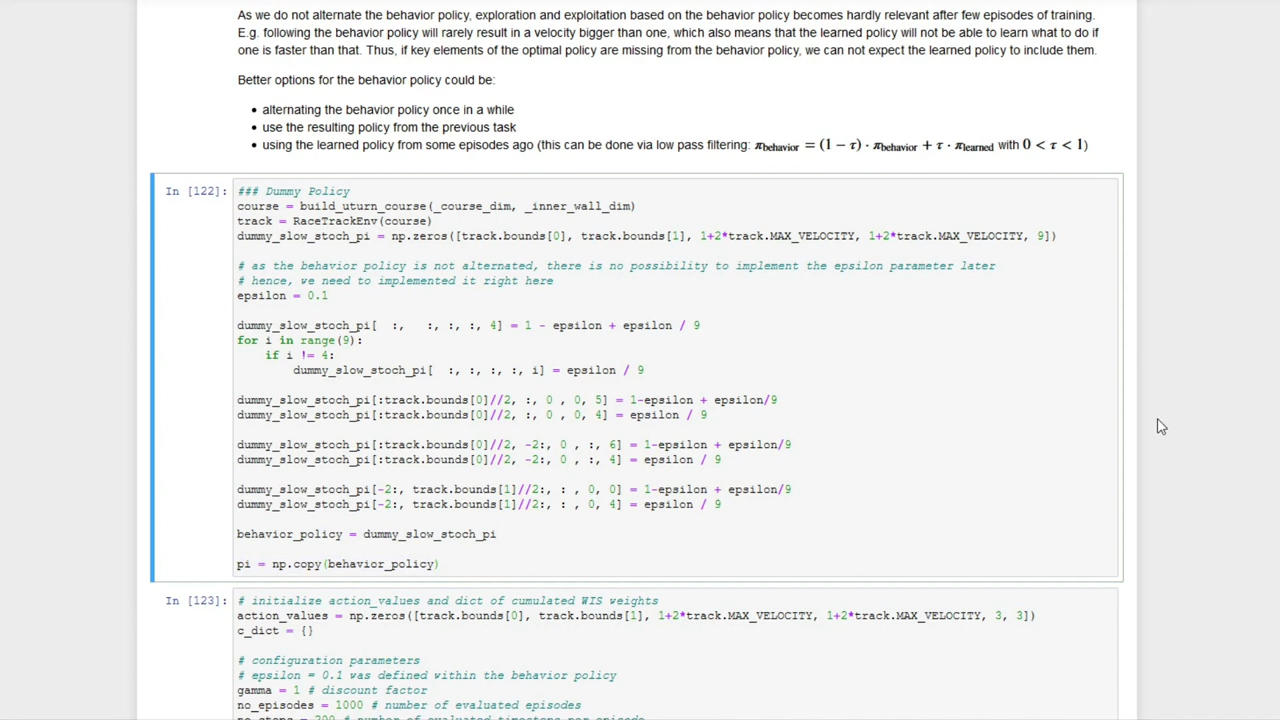 As we do not alternate the behavior policy, exploration and exploitation based on the behavior policy becomes hardly relevant after few episodes of training.
E.g. following the behavior policy will rarely result in a velocity bigger than one, which also means that the learned policy will not be able to learn what to do if
one is faster than that. Thus, if key elements of the optimal policy are missing from the behavior policy, we can not expect the learned policy to include them.
Better options for the behavior policy could be:
• alternating the behavior policy once in a while
• use the resulting policy from the previous task
• using the learned policy from some episodes ago (this can be done via low pass filtering: π_behavior = (1 − τ) · π_behavior + τ · π_learned with 0 < τ < 1)
In [122]: ### Dummy Policy
course = build_uturn_course(_course_dim, _inner_wall_dim)
track = RaceTrackEnv(course)
dummy_slow_stoch_pi = np.zeros([track.bounds[0], track.bounds[1], 1+2*track.MAX_VELOCITY, 1+2*track.MAX_VELOCITY, 9])
# as the behavior policy is not alternated, there is no possibility to implement the epsilon parameter later
# hence, we need to implemented it right here
epsilon = 0.1
dummy_slow_stoch_pi[  :,   :, :, :, 4] = 1 - epsilon + epsilon / 9
for i in range(9):
    if i != 4:
        dummy_slow_stoch_pi[  :, :, :, :, i] = epsilon / 9
dummy_slow_stoch_pi[:track.bounds[0]//2, :, 0 , 0, 5] = 1-epsilon + epsilon/9
dummy_slow_stoch_pi[:track.bounds[0]//2, :, 0 , 0, 4] = epsilon / 9
dummy_slow_stoch_pi[:track.bounds[0]//2, -2:, 0 , :, 6] = 1-epsilon + epsilon/9
dummy_slow_stoch_pi[:track.bounds[0]//2, -2:, 0 , :, 4] = epsilon / 9
dummy_slow_stoch_pi[-2:, track.bounds[1]//2:, : , 0, 0] = 1-epsilon + epsilon/9
dummy_slow_stoch_pi[-2:, track.bounds[1]//2:, : , 0, 4] = epsilon / 9
behavior_policy = dummy_slow_stoch_pi
pi = np.copy(behavior_policy)
In [123]: # initialize action_values and dict of cumulated WIS weights
action_values = np.zeros([track.bounds[0], track.bounds[1], 1+2*track.MAX_VELOCITY, 1+2*track.MAX_VELOCITY, 3, 3])
c_dict = {}
# configuration parameters
# epsilon = 0.1 was defined within the behavior policy
gamma = 1 # discount factor
no_episodes = 1000 # number of evaluated episodes
no_steps = 200 # number of evaluated timesteps per episode